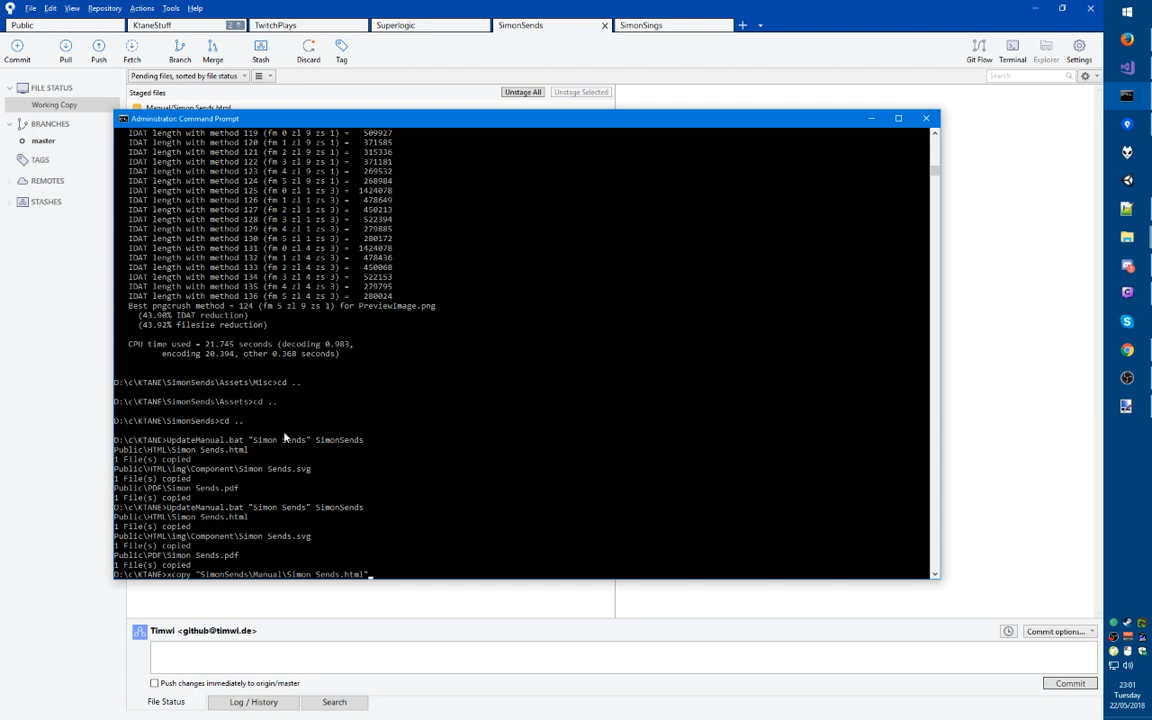 File Edit View Repository Actions Tools Help
Public KtaneStuff 2 TwitchPlays Superlogic SimonSends SimonSings
Commit Pull Push Fetch Branch Merge Stash Discard Tag Git Flow Terminal Explorer Settings
Pending files, sorted by file status Search
FILE STATUS
Working Copy
BRANCHES
master
TAGS
REMOTES
STASHES
Staged files Unstage All Unstage Selected
Manual/Simon Sends.html
Administrator: Command Prompt
IDAT length with method 119 (fm 0 zl 9 zs 1) = 509927
IDAT length with method 120 (fm 1 zl 9 zs 1) = 371585
IDAT length with method 121 (fm 2 zl 9 zs 1) = 315336
IDAT length with method 122 (fm 3 zl 9 zs 1) = 371181
IDAT length with method 123 (fm 4 zl 9 zs 1) = 269532
IDAT length with method 124 (fm 5 zl 9 zs 1) = 268984
IDAT length with method 125 (fm 0 zl 1 zs 3) = 1424078
IDAT length with method 126 (fm 1 zl 1 zs 3) = 478649
IDAT length with method 127 (fm 2 zl 1 zs 3) = 450213
IDAT length with method 128 (fm 3 zl 1 zs 3) = 522394
IDAT length with method 129 (fm 4 zl 1 zs 3) = 279885
IDAT length with method 130 (fm 5 zl 1 zs 3) = 280172
IDAT length with method 131 (fm 0 zl 4 zs 3) = 1424078
IDAT length with method 132 (fm 1 zl 4 zs 3) = 478436
IDAT length with method 133 (fm 2 zl 4 zs 3) = 450068
IDAT length with method 134 (fm 3 zl 4 zs 3) = 522153
IDAT length with method 135 (fm 4 zl 4 zs 3) = 279795
IDAT length with method 136 (fm 5 zl 4 zs 3) = 280024
Best pngcrush method = 124 (fm 5 zl 9 zs 1) for PreviewImage.png
(43.90% IDAT reduction)
(43.92% filesize reduction)
CPU time used = 21.745 seconds (decoding 0.983,
encoding 20.394, other 0.368 seconds)
D:\c\KTANE\SimonSends\Assets\Misc>cd ..
D:\c\KTANE\SimonSends\Assets>cd ..
D:\c\KTANE\SimonSends>cd ..
D:\c\KTANE>UpdateManual.bat "Simon Sends" SimonSends
Public\HTML\Simon Sends.html
1 File(s) copied
Public\HTML\img\Component\Simon Sends.svg
1 File(s) copied
Public\PDF\Simon Sends.pdf
1 File(s) copied
D:\c\KTANE>UpdateManual.bat "Simon Sends" SimonSends
Public\HTML\Simon Sends.html
1 File(s) copied
Public\HTML\img\Component\Simon Sends.svg
1 File(s) copied
Public\PDF\Simon Sends.pdf
1 File(s) copied
D:\c\KTANE>xcopy "SimonSends\Manual\Simon Sends.html"_
Timwi <github@timwi.de> Commit options...
Push changes immediately to origin/master Commit
File Status Log / History Search
23:01
Tuesday
22/05/2018